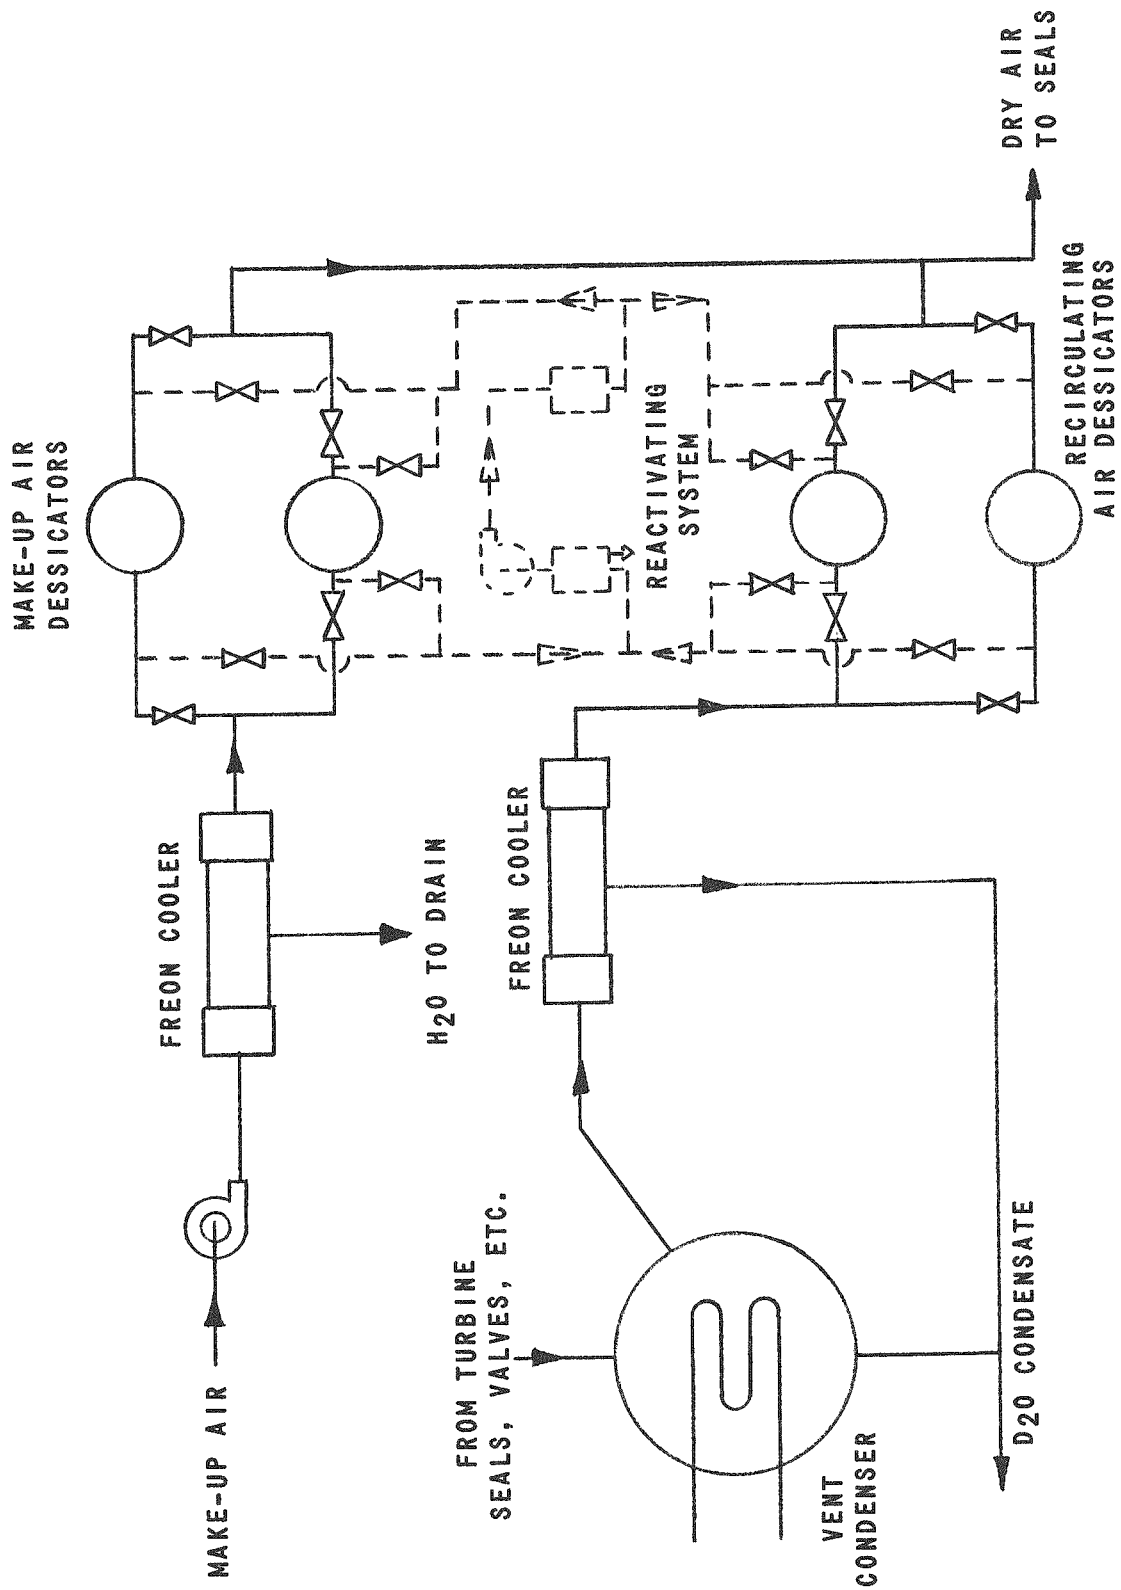 MAKE-UP AIR
DESSICATORS
MAKE-UP AIR
FREON COOLER
H2O TO DRAIN
REACTIVATING
SYSTEM
FROM TURBINE
SEALS, VALVES, ETC.
FREON COOLER
VENT
CONDENSER
D2O CONDENSATE
RECIRCULATING
AIR DESSICATORS
DRY AIR
TO SEALS